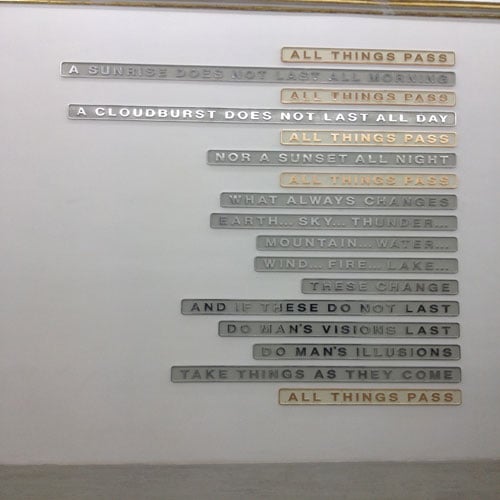 ALL THINGS PASS
A SUNRISE DOES NOT LAST ALL MORNING
ALL THINGS PASS
A CLOUDBURST DOES NOT LAST ALL DAY
ALL THINGS PASS
NOR A SUNSET ALL NIGHT
ALL THINGS PASS
WHAT ALWAYS CHANGES
EARTH... SKY... THUNDER...
MOUNTAIN... WATER...
WIND... FIRE... LAKE...
THESE CHANGE
AND IF THESE DO NOT LAST
DO MAN'S VISIONS LAST
DO MAN'S ILLUSIONS
TAKE THINGS AS THEY COME
ALL THINGS PASS